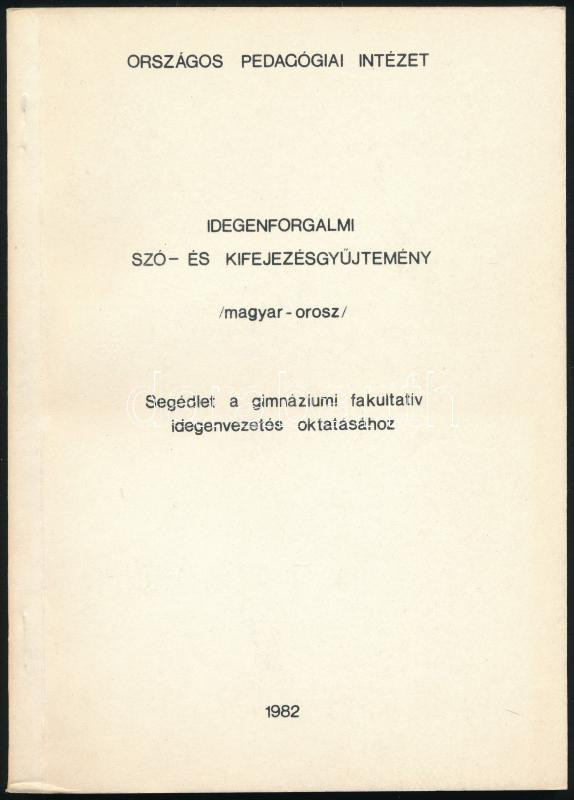 ORSZÁGOS PEDAGÓGIAI INTÉZET
IDEGENFORGALMI
SZÓ- ÉS KIFEJEZÉSGYŰJTEMÉNY
/magyar-orosz/
Segédlet a gimnáziumi fakultatív
idegenvezetés oktatásához
1982